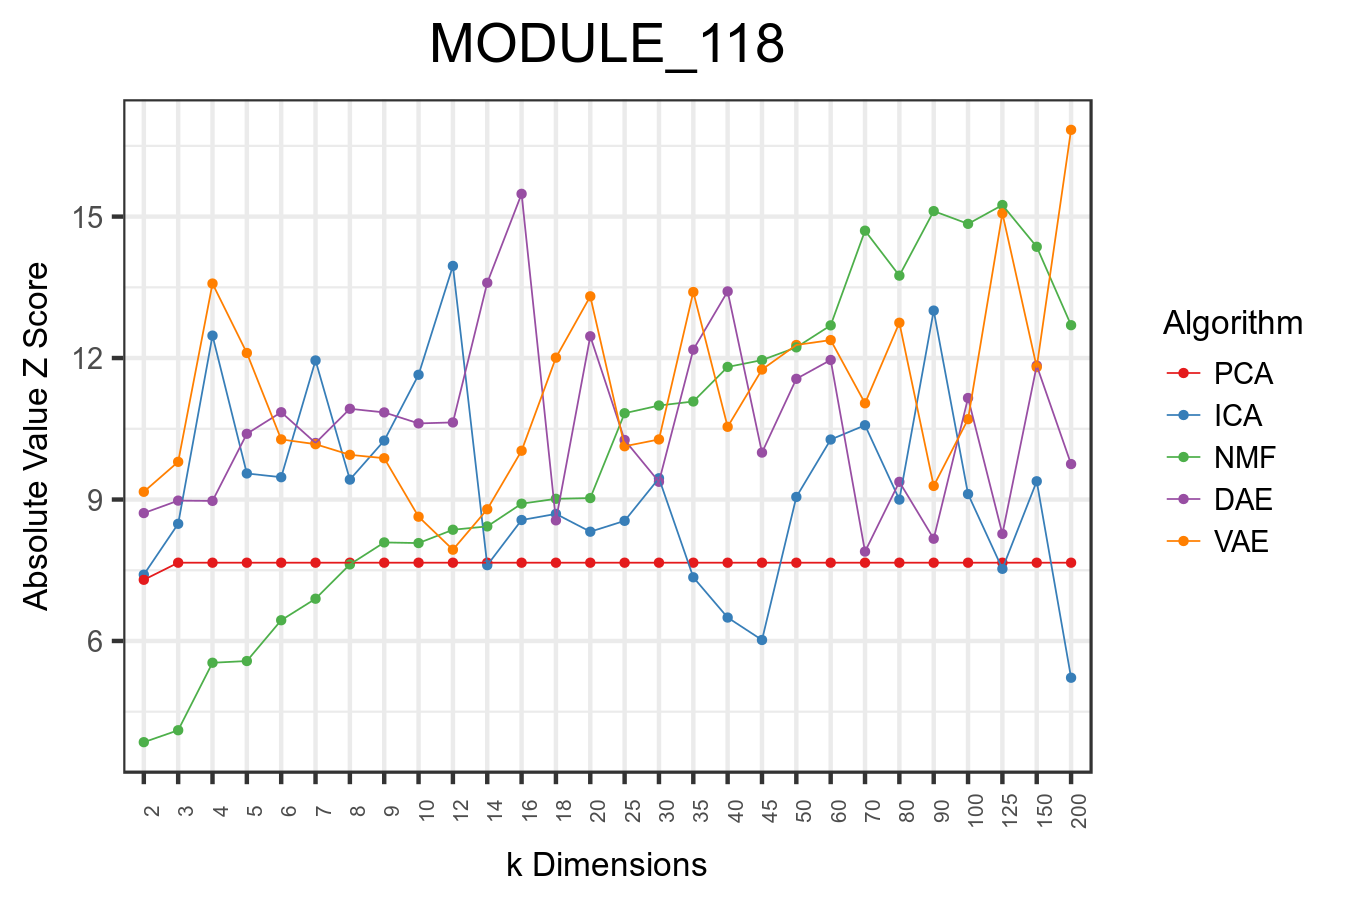 MODULE_118
Absolute Value Z Score
15
12
9
6
2 3 4 5 6 7 8 9 10 12 14 16 18 20 25 30 35 40 45 50 60 70 80 90 100 125 150 200
k Dimensions
Algorithm
PCA
ICA
NMF
DAE
VAE